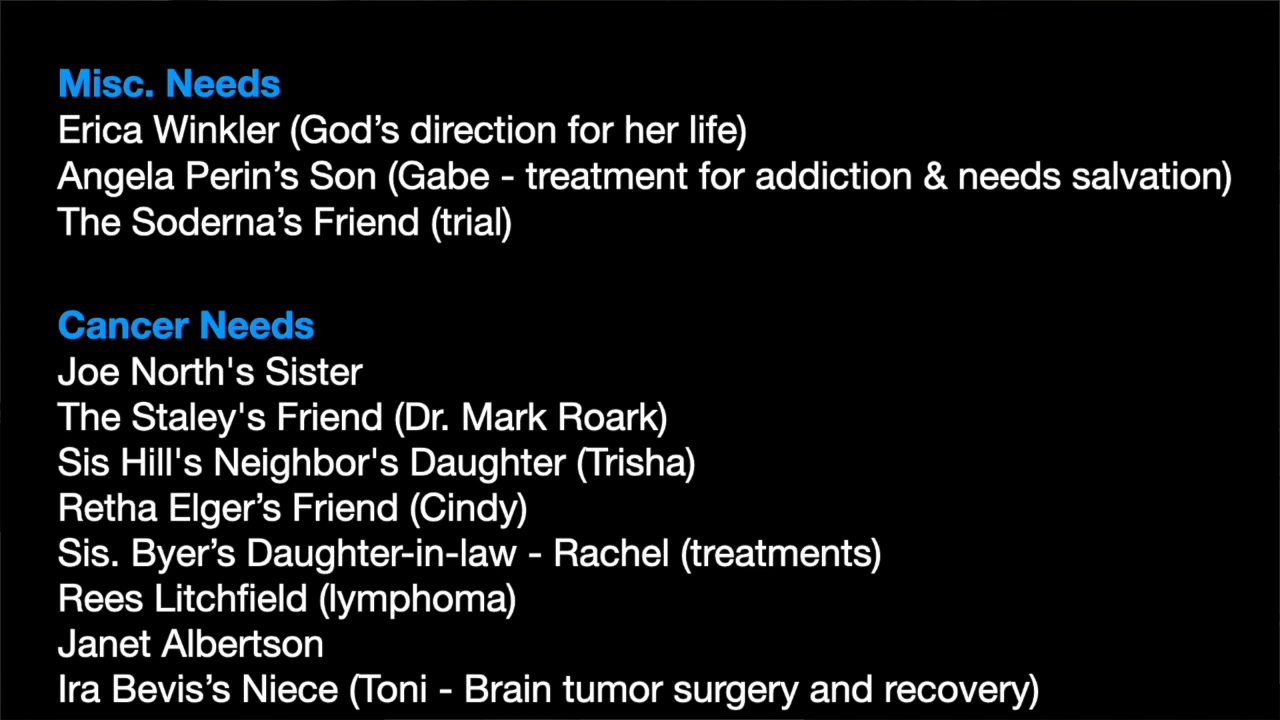 Misc. Needs
Erica Winkler (God’s direction for her life)
Angela Perin’s Son (Gabe - treatment for addiction & needs salvation)
The Soderna’s Friend (trial)
Cancer Needs
Joe North's Sister
The Staley's Friend (Dr. Mark Roark)
Sis Hill's Neighbor's Daughter (Trisha)
Retha Elger’s Friend (Cindy)
Sis. Byer’s Daughter-in-law - Rachel (treatments)
Rees Litchfield (lymphoma)
Janet Albertson
Ira Bevis’s Niece (Toni - Brain tumor surgery and recovery)